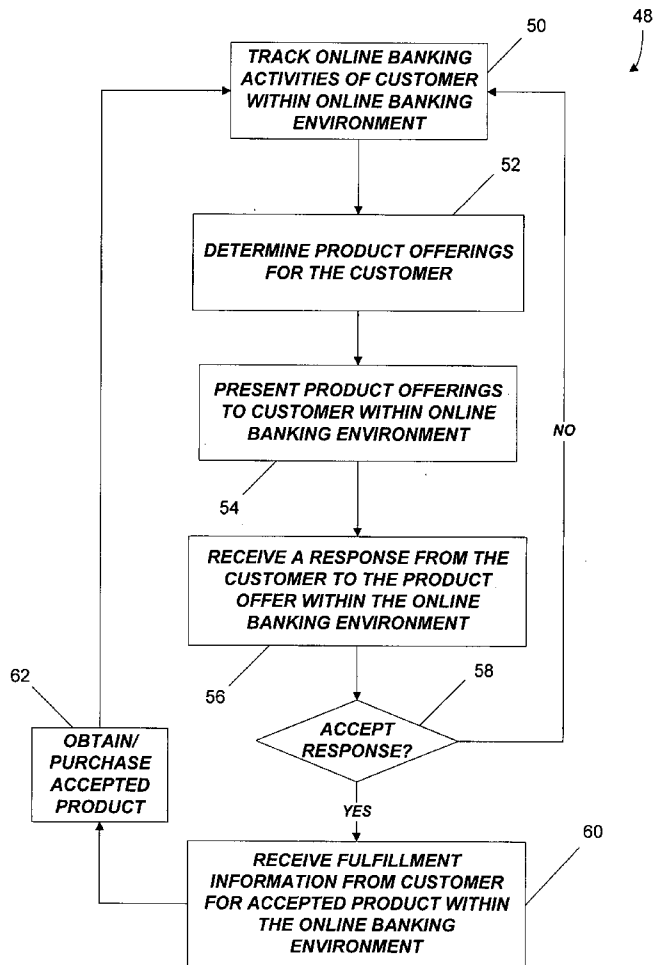 48
50
TRACK ONLINE BANKING
ACTIVITIES OF CUSTOMER
WITHIN ONLINE BANKING
ENVIRONMENT
52
DETERMINE PRODUCT OFFERINGS
FOR THE CUSTOMER
PRESENT PRODUCT OFFERINGS
TO CUSTOMER WITHIN ONLINE
BANKING ENVIRONMENT
NO
54
RECEIVE A RESPONSE FROM THE
CUSTOMER TO THE PRODUCT
OFFER WITHIN THE ONLINE
BANKING ENVIRONMENT
56
58
ACCEPT
RESPONSE?
62
OBTAIN/
PURCHASE
ACCEPTED
PRODUCT
YES
60
RECEIVE FULFILLMENT
INFORMATION FROM CUSTOMER
FOR ACCEPTED PRODUCT WITHIN
THE ONLINE BANKING
ENVIRONMENT